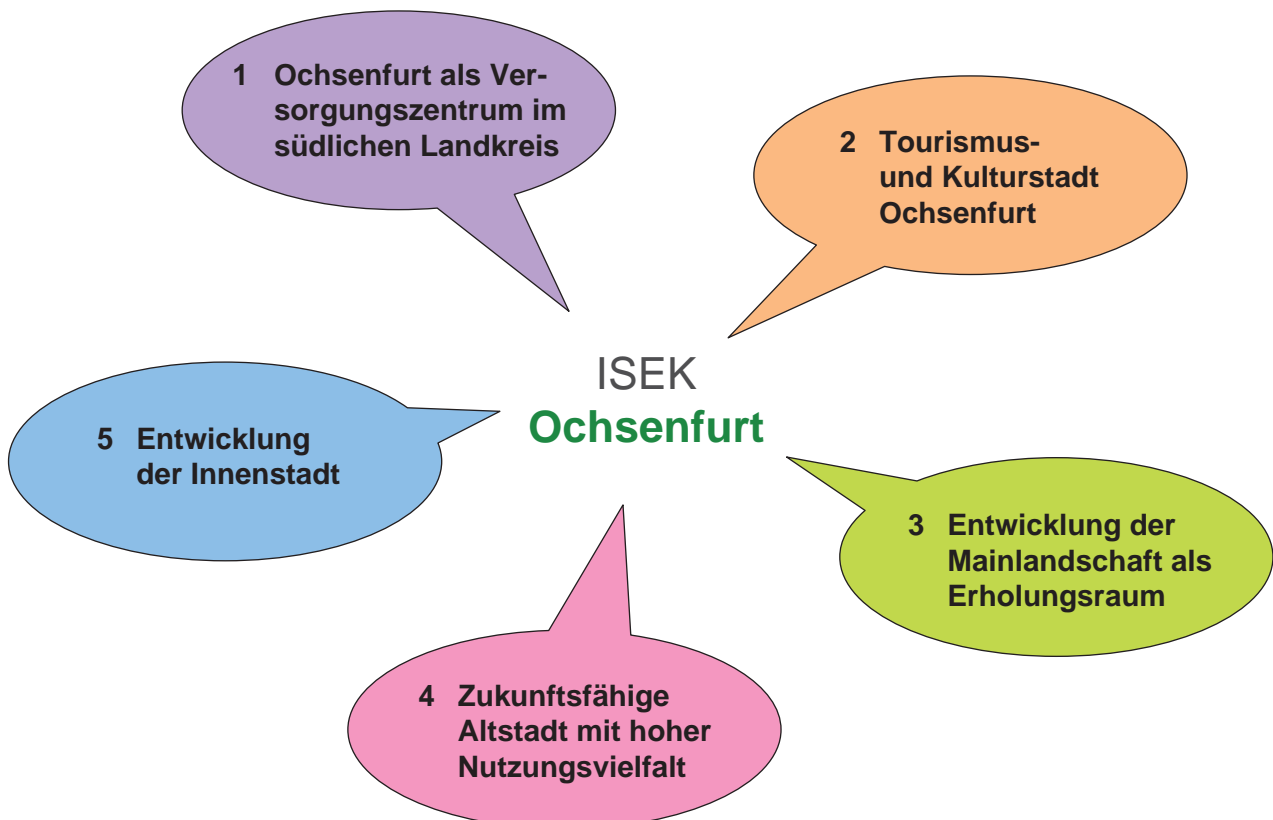 1 Ochsenfurt als Ver-
sorgungszentrum im
südlichen Landkreis
2 Tourismus-
und Kulturstadt
Ochsenfurt
ISEK
Ochsenfurt
3 Entwicklung der
Mainlandschaft als
Erholungsraum
4 Zukunftsfähige
Altstadt mit hoher
Nutzungsvielfalt
5 Entwicklung
der Innenstadt